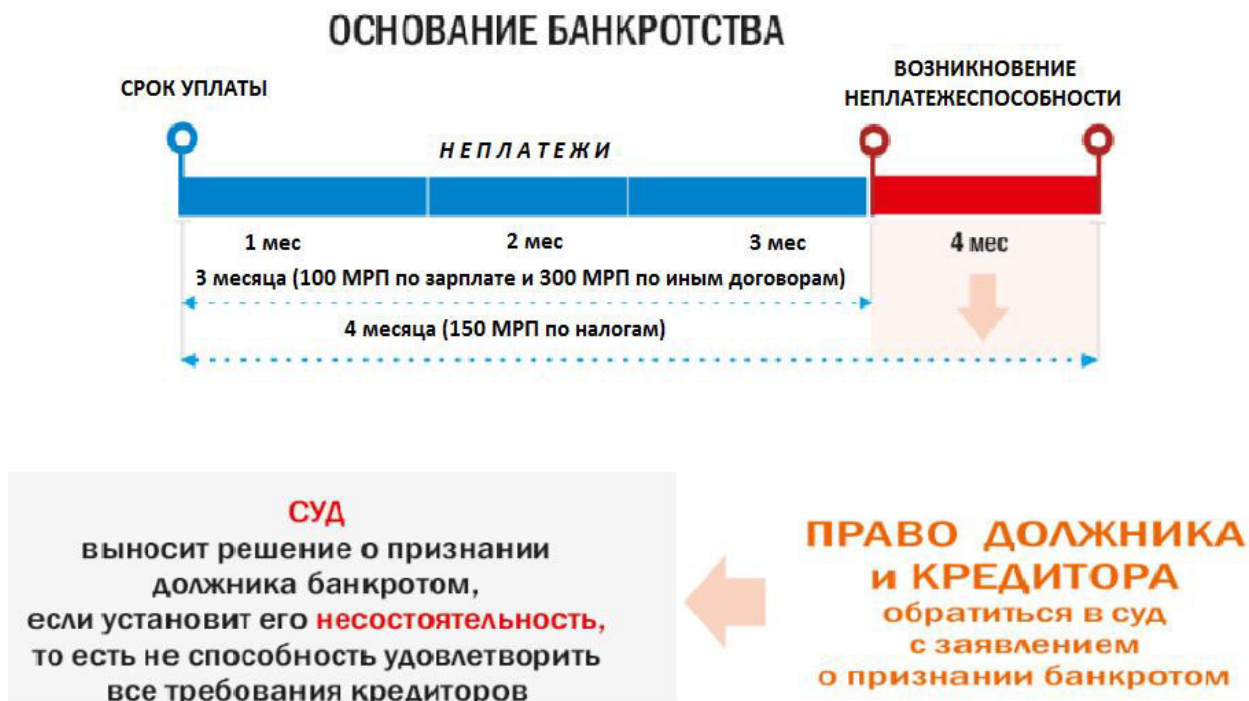 ОСНОВАНИЕ БАНКРОТСТВА
СРОК УПЛАТЫ
ВОЗНИКНОВЕНИЕ
НЕПЛАТЕЖЕСПОСОБНОСТИ
НЕПЛАТЕЖИ
1 мес
2 мес
3 мес
4 мес
3 месяца (100 МРП по зарплате и 300 МРП по иным договорам)
4 месяца (150 МРП по налогам)
СУД
выносит решение о признании
должника банкротом,
если установит его несостоятельность,
то есть не способность удовлетворить
все требования кредиторов
ПРАВО ДОЛЖНИКА
и КРЕДИТОРА
обратиться в суд
с заявлением
о признании банкротом